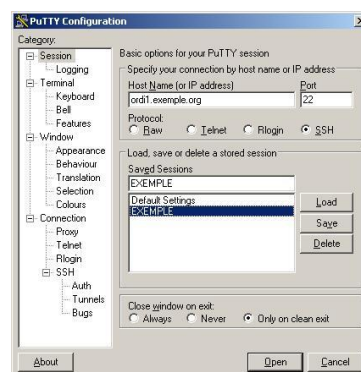 PuTTY Configuration
Category:
Session
Logging
Terminal
Keyboard
Bell
Features
Window
Appearance
Behaviour
Translation
Selection
Colours
Connection
Proxy
Telnet
Rlogin
SSH
Auth
Tunnels
Bugs
Basic options for your PuTTY session
Specify your connection by host name or IP address
Host Name (or IP address) Port
ordi1.exemple.org 22
Protocol:
Raw Telnet Rlogin SSH
Load, save or delete a stored session
Saved Sessions
EXEMPLE
Default Settings
EXEMPLE
Load
Save
Delete
Close window on exit:
Always Never Only on clean exit
About Open Cancel